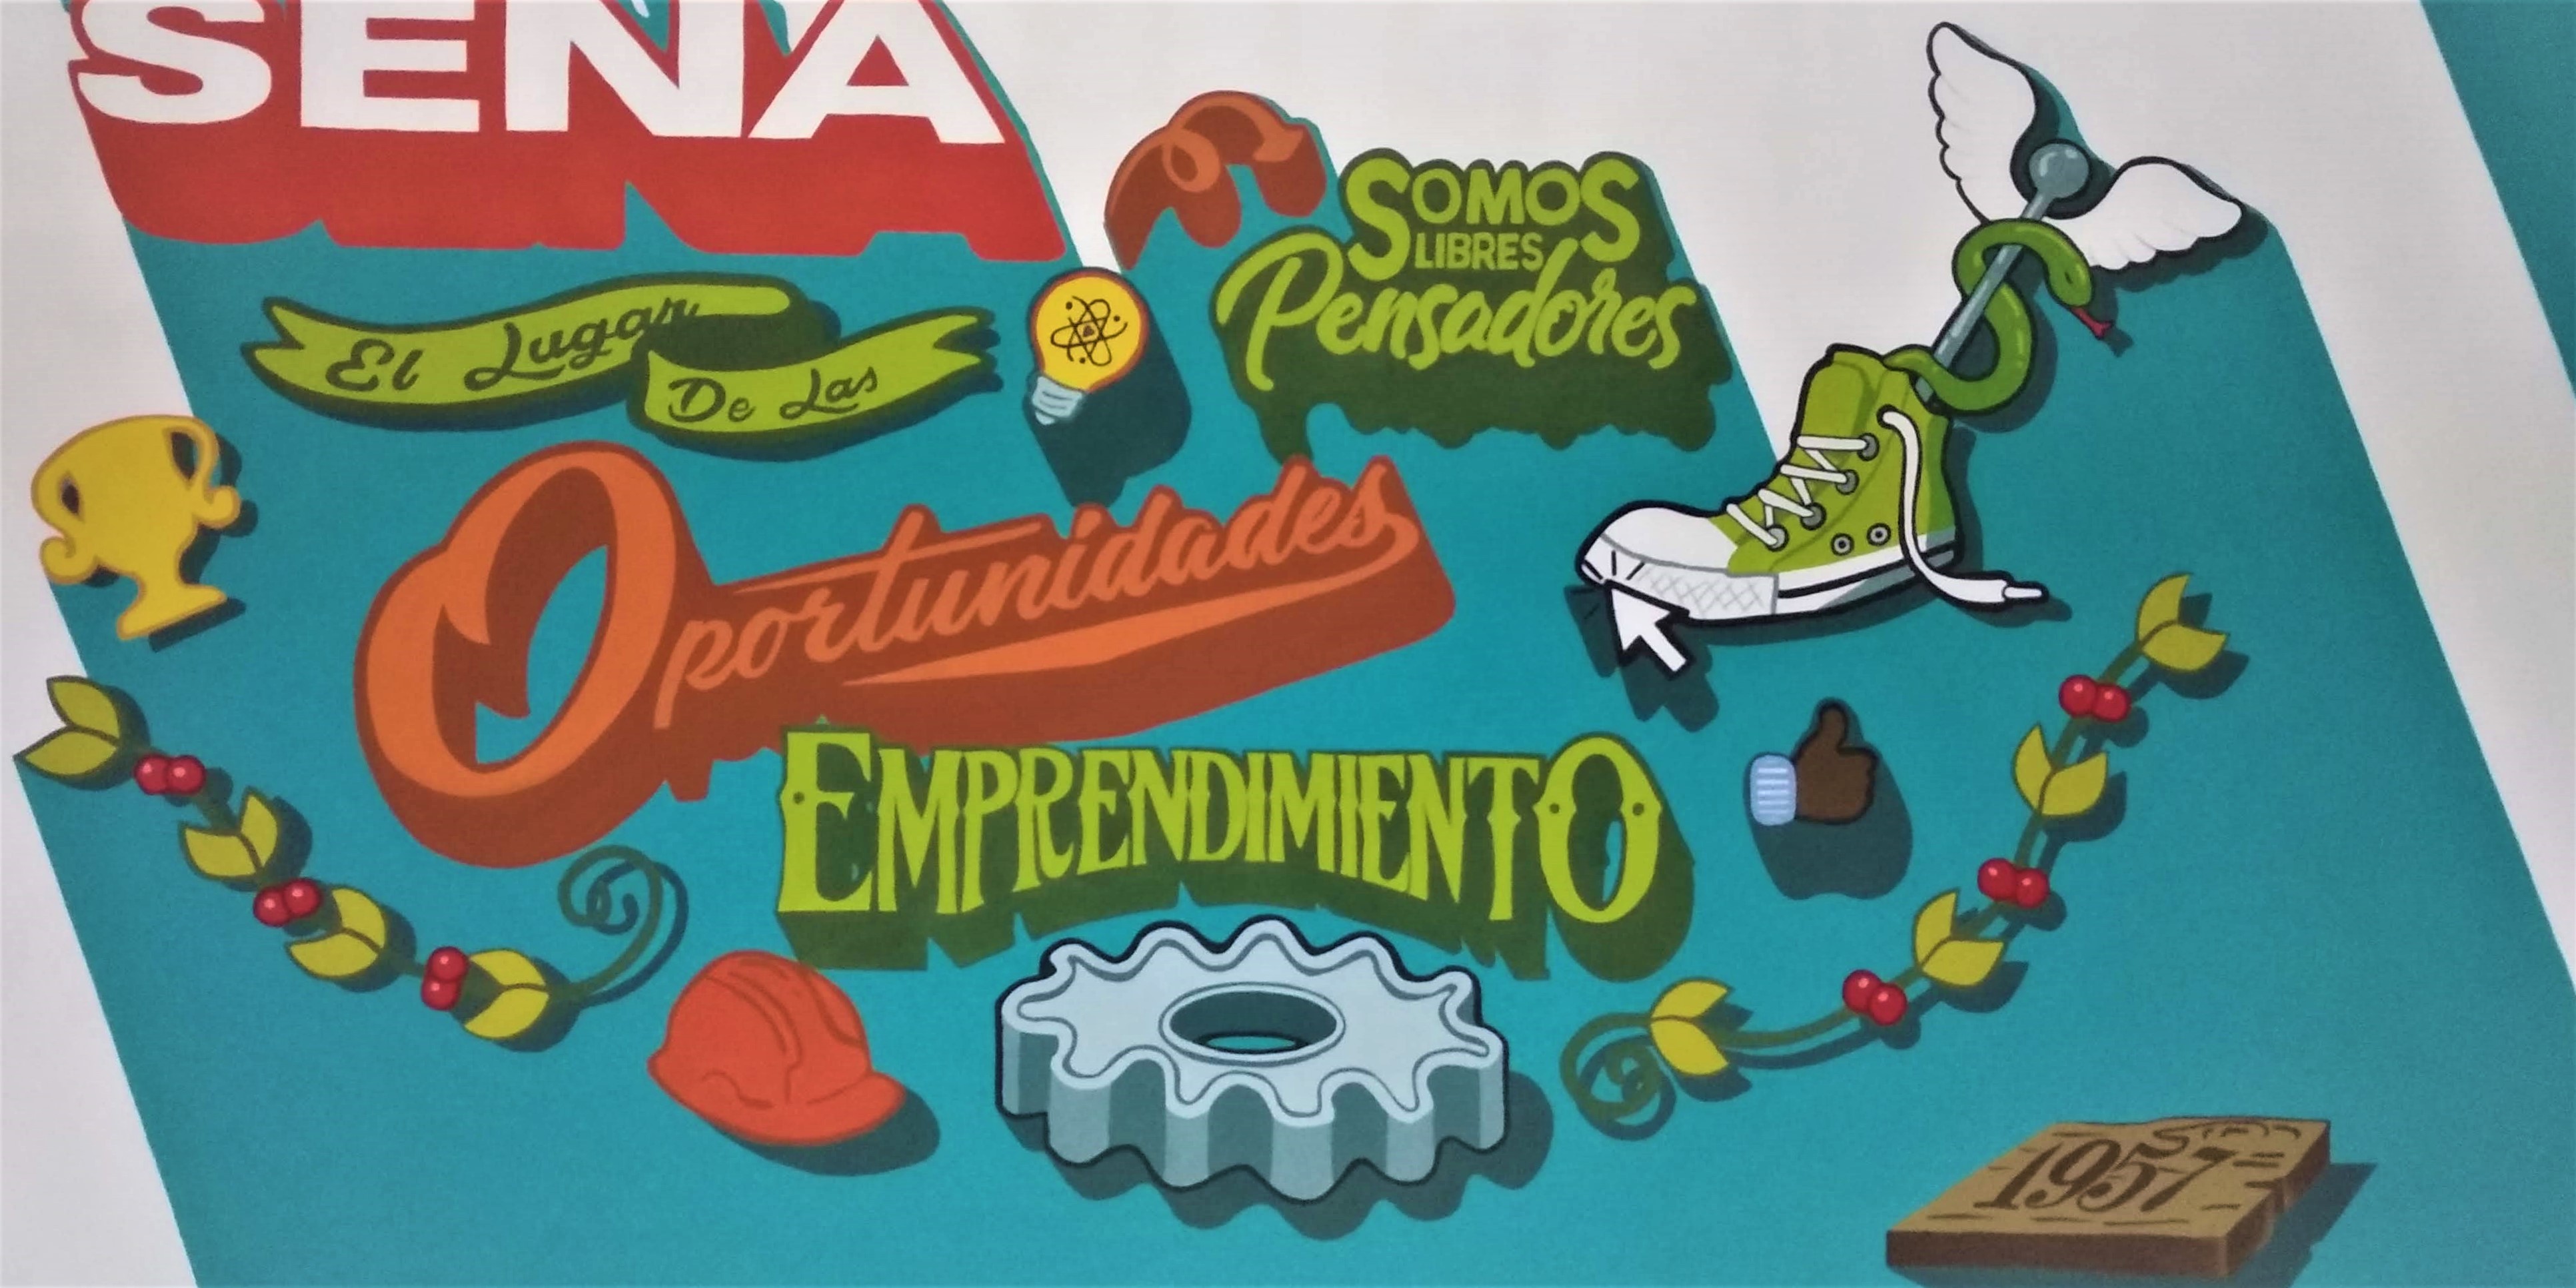 SENA
El Lugar
De Las
Oportunidades
SOMOS
LIBRES
Pensadores
EMPRENDIMIENTO
1957